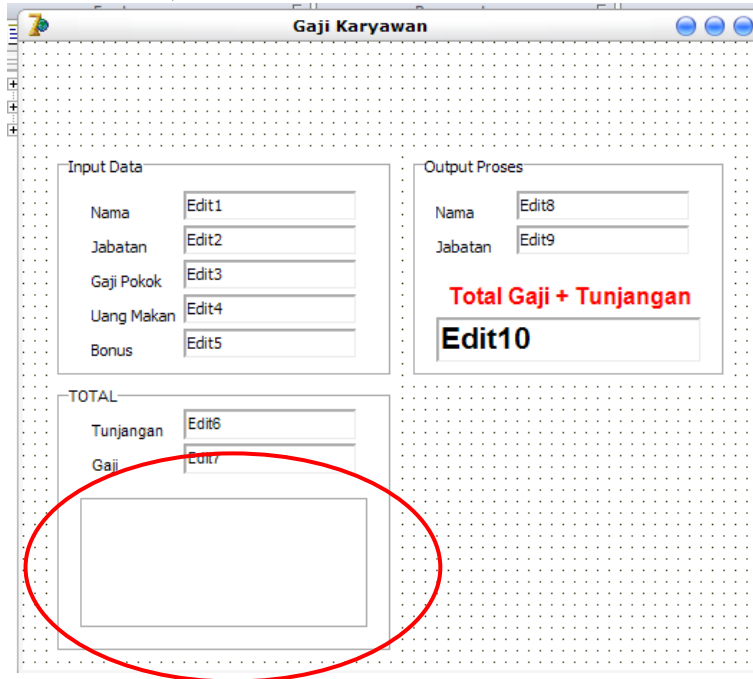 Gaji Karyawan
Input Data
Nama Edit1
Jabatan Edit2
Gaji Pokok Edit3
Uang Makan Edit4
Bonus Edit5
Output Proses
Nama Edit8
Jabatan Edit9
Total Gaji + Tunjangan
Edit10
TOTAL
Tunjangan Edit6
Gaji Edit7